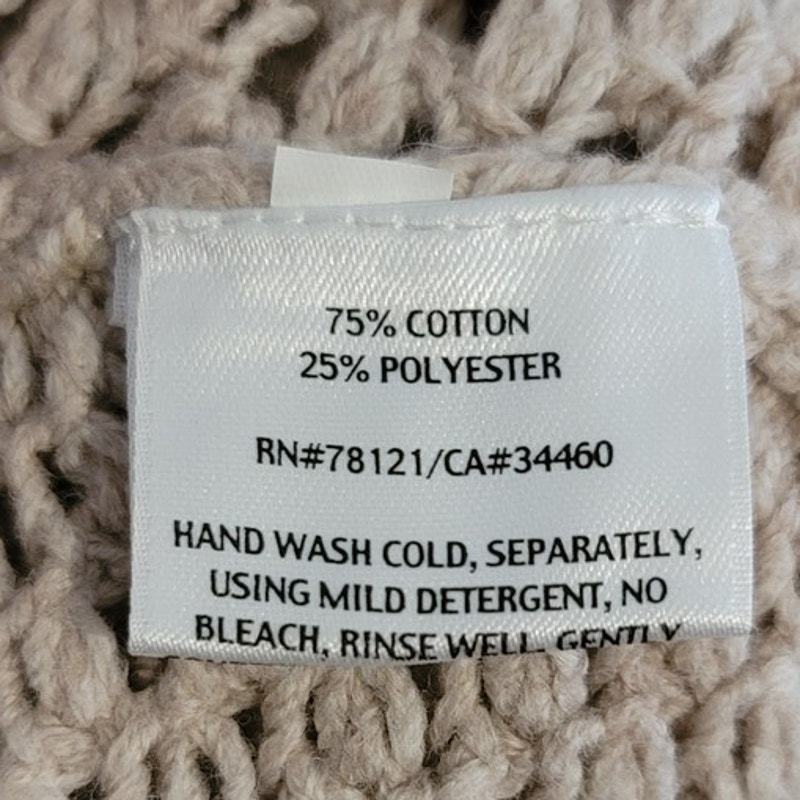 75% COTTON
25% POLYESTER
RN#78121/CA#34460
HAND WASH COLD, SEPARATELY,
USING MILD DETERGENT, NO
BLEACH, RINSE WELL. GENTLY